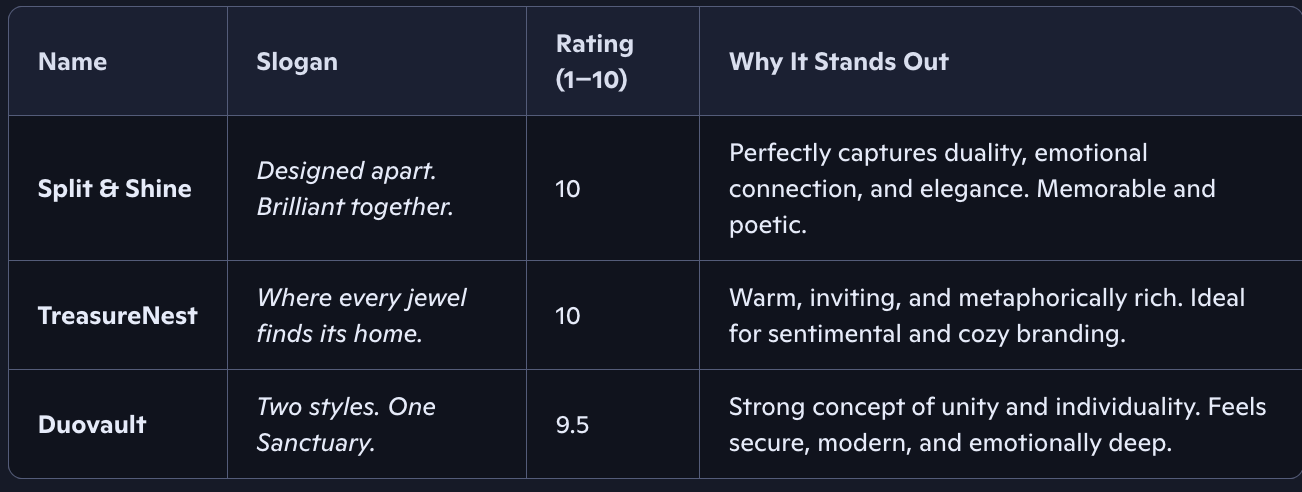 Name
Slogan
Rating
(1–10)
Why It Stands Out
Split & Shine
Designed apart.
Brilliant together.
10
Perfectly captures duality, emotional
connection, and elegance. Memorable and
poetic.
TreasureNest
Where every jewel
finds its home.
10
Warm, inviting, and metaphorically rich. Ideal
for sentimental and cozy branding.
Duovault
Two styles. One
Sanctuary.
9.5
Strong concept of unity and individuality. Feels
secure, modern, and emotionally deep.